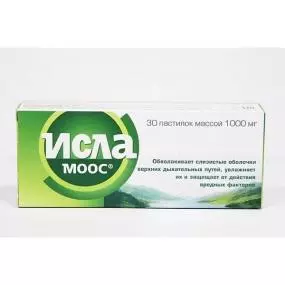 30 пастилок массой 1000 мг
Исла
МООС®
Обволакивает слизистые оболочки
верхних дыхательных путей, увлажняет
их и защищает от действия
вредных факторов